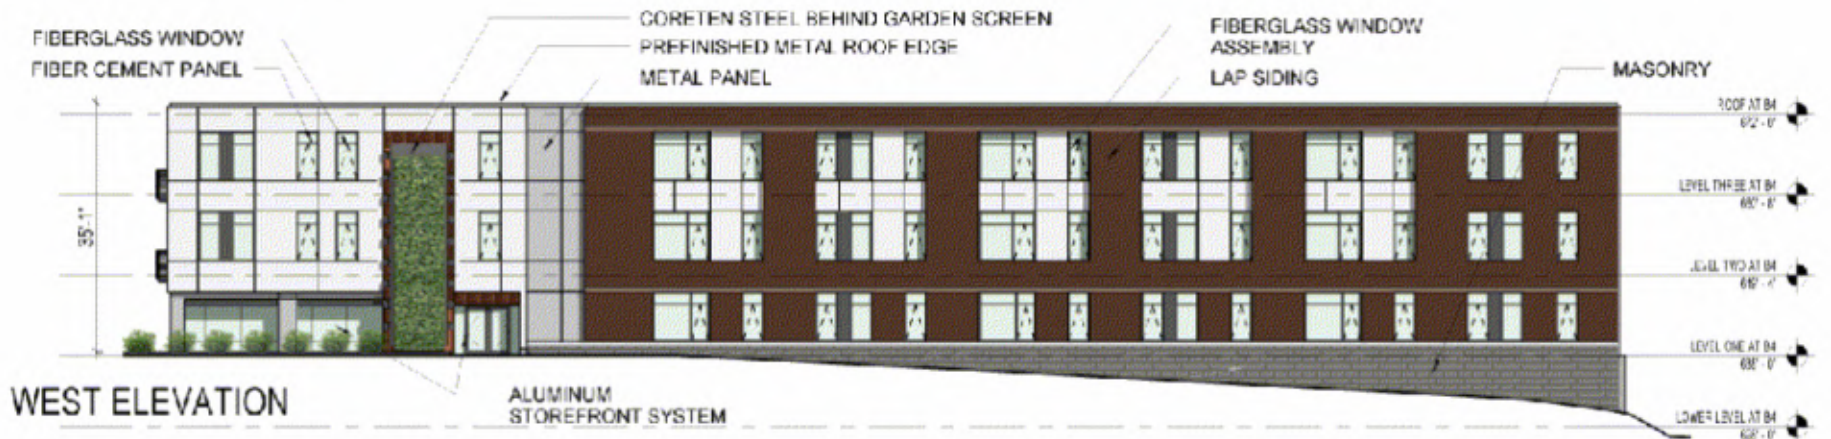 CORETEN STEEL BEHIND GARDEN SCREEN
PREFINISHED METAL ROOF EDGE
METAL PANEL
FIBERGLASS WINDOW
FIBER CEMENT PANEL
FIBERGLASS WINDOW
ASSEMBLY
LAP SIDING
MASONRY
ROOF AT B4
LEVEL THREE AT B4
LEVEL TWO AT B4
LEVEL ONE AT B4
LOWER LEVEL AT B4
35'-1"
ALUMINUM
STOREFRONT SYSTEM
WEST ELEVATION